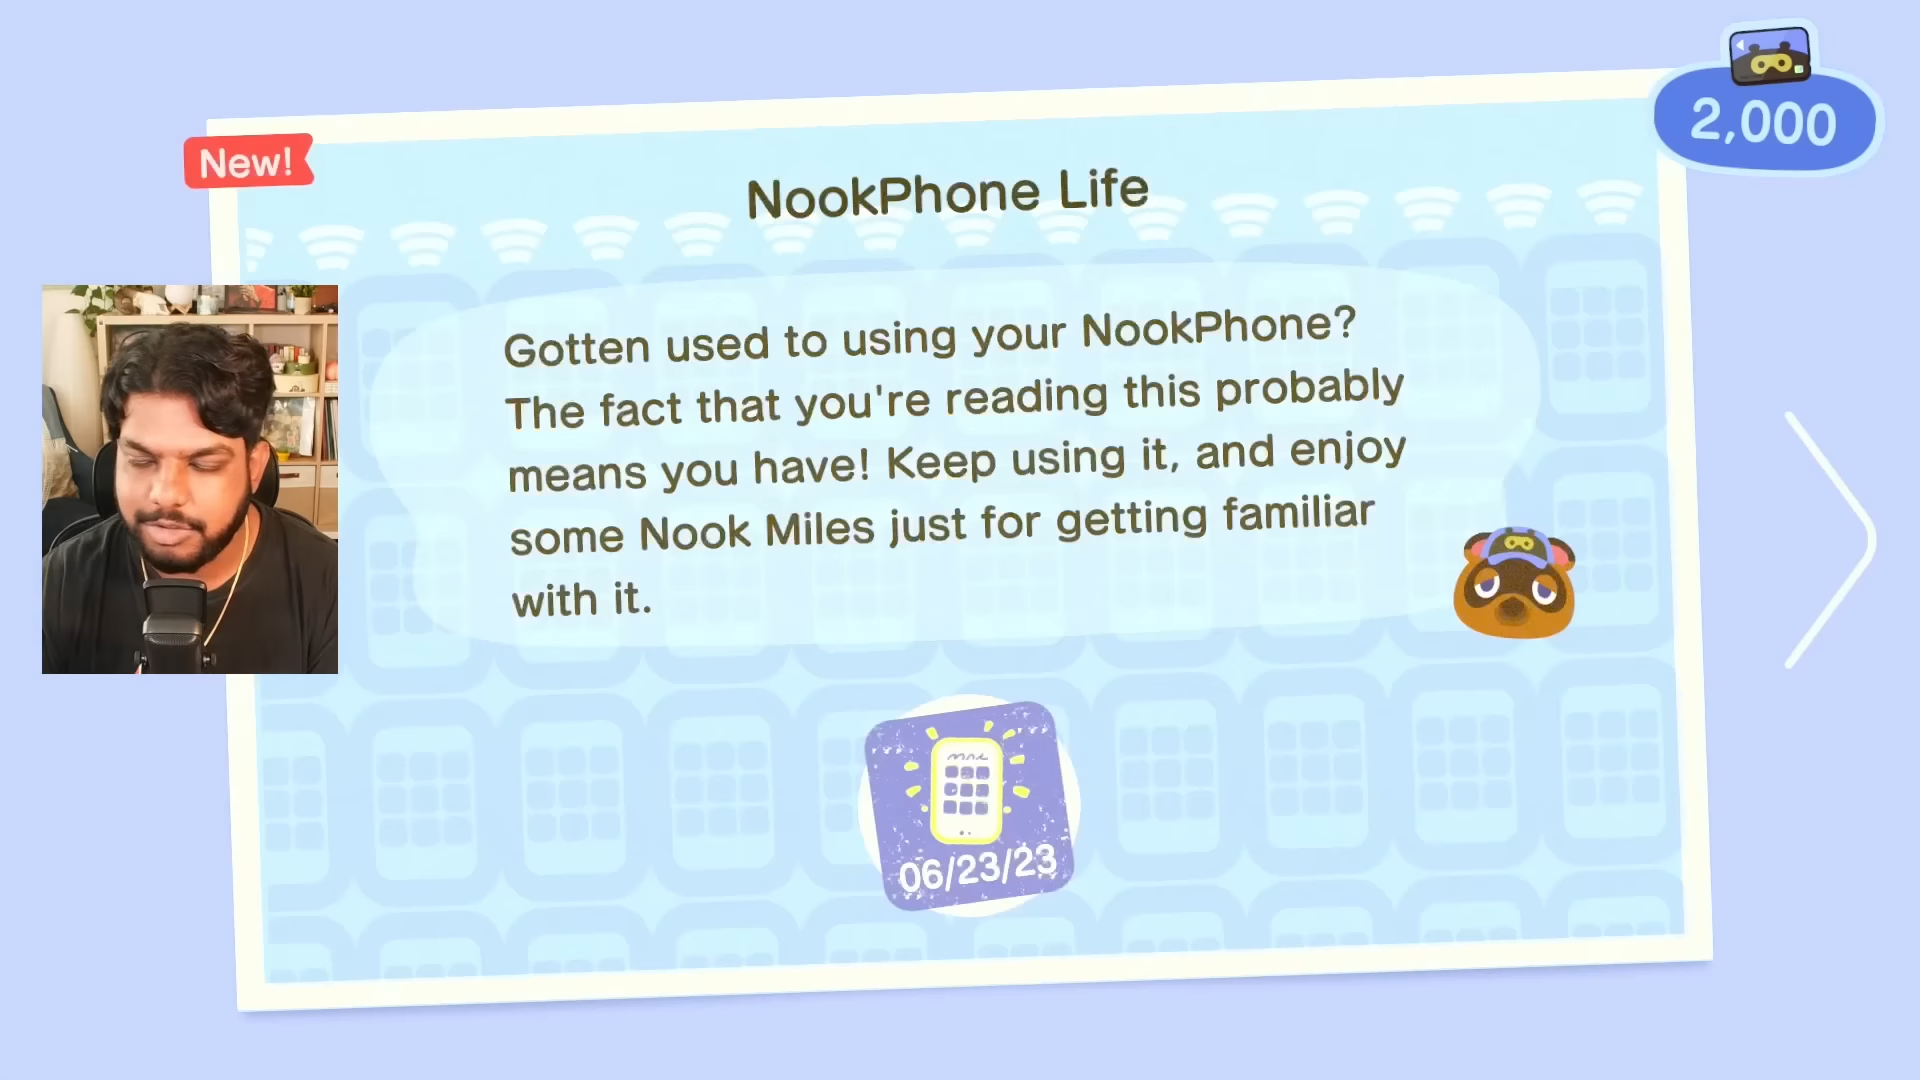 2,000
New!
NookPhone Life
Gotten used to using your NookPhone?
The fact that you're reading this probably
means you have! Keep using it, and enjoy
some Nook Miles just for getting familiar
with it.
06/23/23